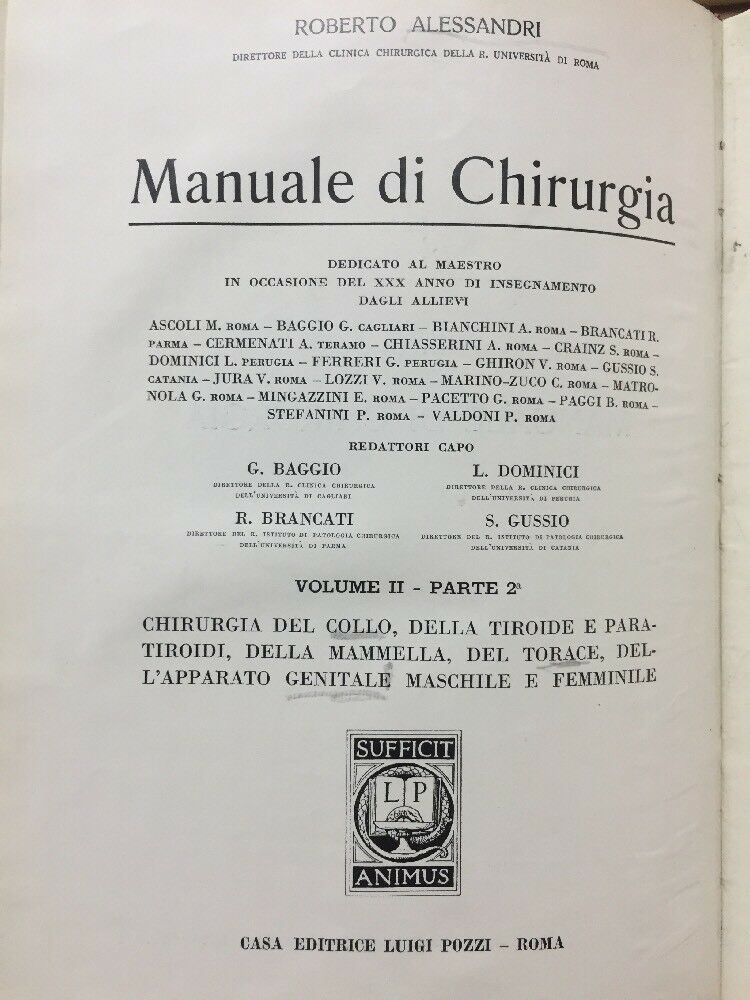 ROBERTO ALESSANDRI
DIRETTORE DELLA CLINICA CHIRURGICA DELLA R. UNIVERSITÀ DI ROMA
Manuale di Chirurgia
DEDICATO AL MAESTRO
IN OCCASIONE DEL XXX ANNO DI INSEGNAMENTO
DAGLI ALLIEVI
ASCOLI M. ROMA – BAGGIO G. CAGLIARI – BIANCHINI A. ROMA – BRANCATI R.
PARMA – CERMENATI A. TERAMO – CHIASSERINI A. ROMA – CRAINZ S. ROMA –
DOMINICI L. PERUGIA – FERRERI G. PERUGIA – GHIRON V. ROMA – GUSSIO S.
CATANIA – JURA V. ROMA – LOZZI V. ROMA – MARINO-ZUCO C. ROMA – MATRO-
NOLA G. ROMA – MINGAZZINI E. ROMA – PACETTO G. ROMA – PAGGI B. ROMA –
STEFANINI P. ROMA – VALDONI P. ROMA
REDATTORI CAPO
G. BAGGIO
DIRETTORE DELLA R. CLINICA CHIRURGICA
DELL'UNIVERSITÀ DI CAGLIARI
L. DOMINICI
DIRETTORE DELLA R. CLINICA CHIRURGICA
DELL'UNIVERSITÀ DI PERUGIA
R. BRANCATI
DIRETTORE DEL R. ISTITUTO DI PATOLOGIA CHIRURGICA
DELL'UNIVERSITÀ DI PARMA
S. GUSSIO
DIRETTORE DEL R. ISTITUTO DI PATOLOGIA CHIRURGICA
DELL'UNIVERSITÀ DI CATANIA
VOLUME II - PARTE 2ª
CHIRURGIA DEL COLLO, DELLA TIROIDE E PARA-
TIROIDI, DELLA MAMMELLA, DEL TORACE, DEL-
L'APPARATO GENITALE MASCHILE E FEMMINILE
SUFFICIT
L P
ANIMUS
CASA EDITRICE LUIGI POZZI – ROMA